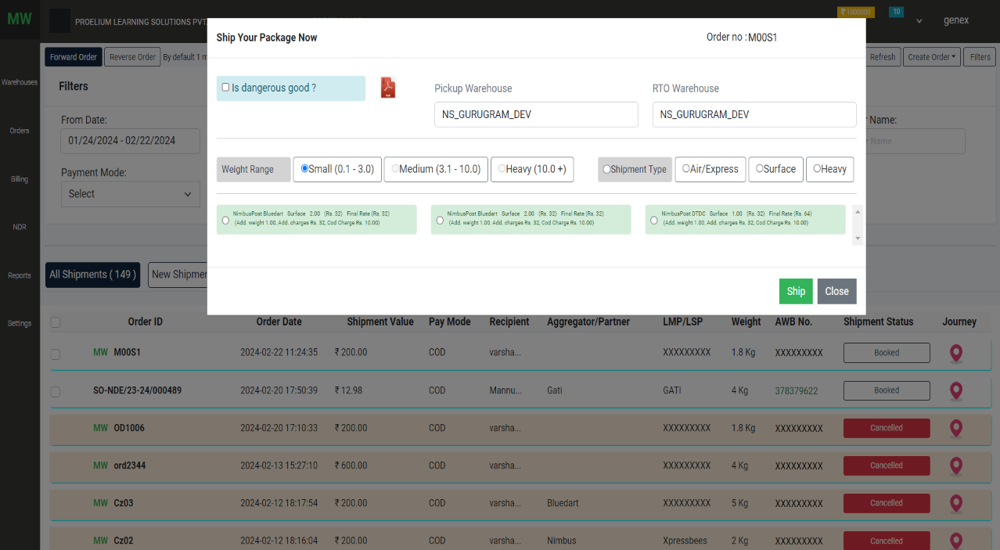 MW
PROELIUM LEARNING SOLUTIONS PVT.
₹ 1000000
10
genex
Ship Your Package Now
Order no : M00S1
Forward Order
Reverse Order
By default 1 m
Refresh
Create Order
Filters
Warehouses
Orders
Billing
NDR
Reports
Settings
Filters
From Date:
01/24/2024 - 02/22/2024
Payment Mode:
Select
r Name:
r Name
Is dangerous good ?
Pickup Warehouse
NS_GURUGRAM_DEV
RTO Warehouse
NS_GURUGRAM_DEV
Weight Range
Small (0.1 - 3.0)
Medium (3.1 - 10.0)
Heavy (10.0 +)
Shipment Type
Air/Express
Surface
Heavy
NimbusPost Bluedart Surface 2.00 (Rs. 32) Final Rate (Rs. 32)
(Add. weight 1.00, Add. charges Rs. 32, Cod Charge Rs. 10.00)
NimbusPost Bluedart Surface 2.00 (Rs. 32) Final Rate (Rs. 32)
(Add. weight 1.00, Add. charges Rs. 32, Cod Charge Rs. 10.00)
NimbusPost DTDC Surface 1.00 (Rs. 32) Final Rate (Rs. 64)
(Add. weight 1.00, Add. charges Rs. 32, Cod Charge Rs. 10.00)
Ship
Close
All Shipments ( 149 )
New Shipmer
Order ID Order Date Shipment Value Pay Mode Recipient Aggregator/Partner LMP/LSP Weight AWB No. Shipment Status Journey
MW M00S1 2024-02-22 11:24:35 ₹ 200.00 COD varsha... XXXXXXXXX 1.8 Kg XXXXXXXXX Booked
SO-NDE/23-24/000489 2024-02-20 17:50:39 ₹ 12.98 COD Mannu... Gati GATI 4 Kg 378379622 Booked
MW OD1006 2024-02-20 17:10:33 ₹ 200.00 COD varsha... XXXXXXXXX 1.8 Kg XXXXXXXXX Cancelled
MW ord2344 2024-02-13 15:27:10 ₹ 600.00 COD varsha... XXXXXXXXX 4 Kg XXXXXXXXX Cancelled
MW Cz03 2024-02-12 18:17:54 ₹ 200.00 COD varsha... Bluedart XXXXXXXXX 5 Kg XXXXXXXXX Cancelled
MW Cz02 2024-02-12 18:16:04 ₹ 200.00 COD varsha... Nimbus Xpressbees 2 Kg XXXXXXXXX Cancelled